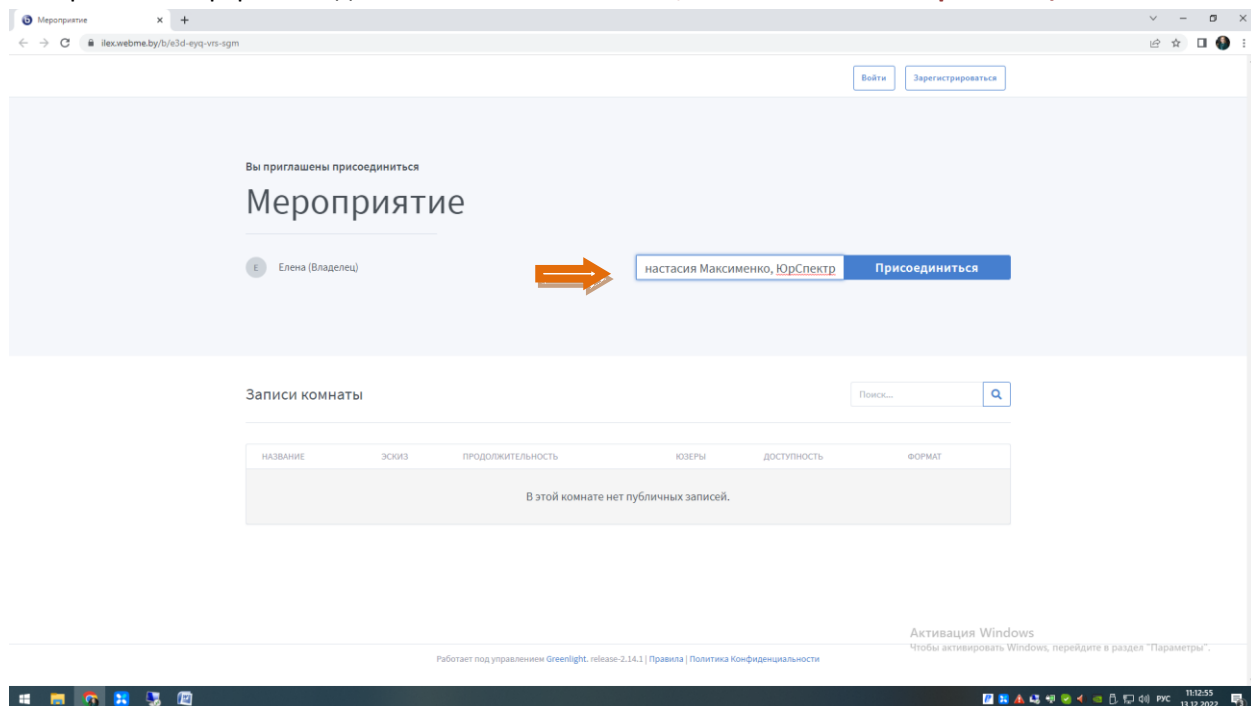 Мероприятие
ilex.webme.by/b/e3d-eyq-vrs-sgm
Войти Зарегистрироваться
Вы приглашены присоединиться
Мероприятие
E Елена (Владелец)
настасия Максименко, ЮрСпектр Присоединиться
Записи комнаты
Поиск...
НАЗВАНИЕ ЭСКИЗ ПРОДОЛЖИТЕЛЬНОСТЬ ЮЗЕРЫ ДОСТУПНОСТЬ ФОРМАТ
В этой комнате нет публичных записей.
Активация Windows
Чтобы активировать Windows, перейдите в раздел "Параметры".
Работает под управлением Greenlight. release-2.14.1 | Правила | Политика Конфиденциальности
РУС 11:12:55
13.12.2022